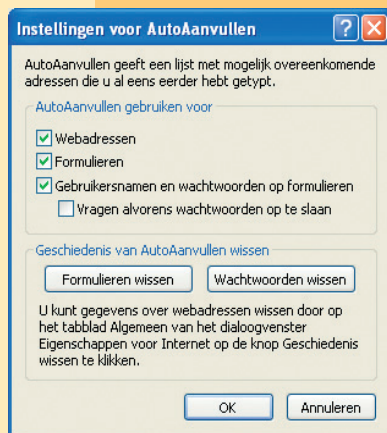 Instellingen voor AutoAanvullen
AutoAanvullen geeft een lijst met mogelijk overeenkomende
adressen die u al eens eerder hebt getypt.
AutoAanvullen gebruiken voor
Webadressen
Formulieren
Gebruikersnamen en wachtwoorden op formulieren
Vragen alvorens wachtwoorden op te slaan
Geschiedenis van AutoAanvullen wissen
Formulieren wissen Wachtwoorden wissen
U kunt gegevens over webadressen wissen door op
het tabblad Algemeen van het dialoogvenster
Eigenschappen voor Internet op de knop Geschiedenis
wissen te klikken.
OK Annuleren